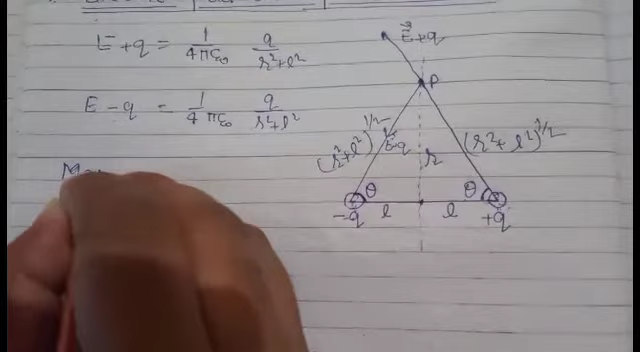 E+q = 1/4πε₀ q/r²+l²
E-q = 1/4πε₀ q/r²+l²
E⃗+q
P
(r²+l²)^1/2
E-q
r
(r²+l²)^1/2
θ
θ
-q
l
l
+q